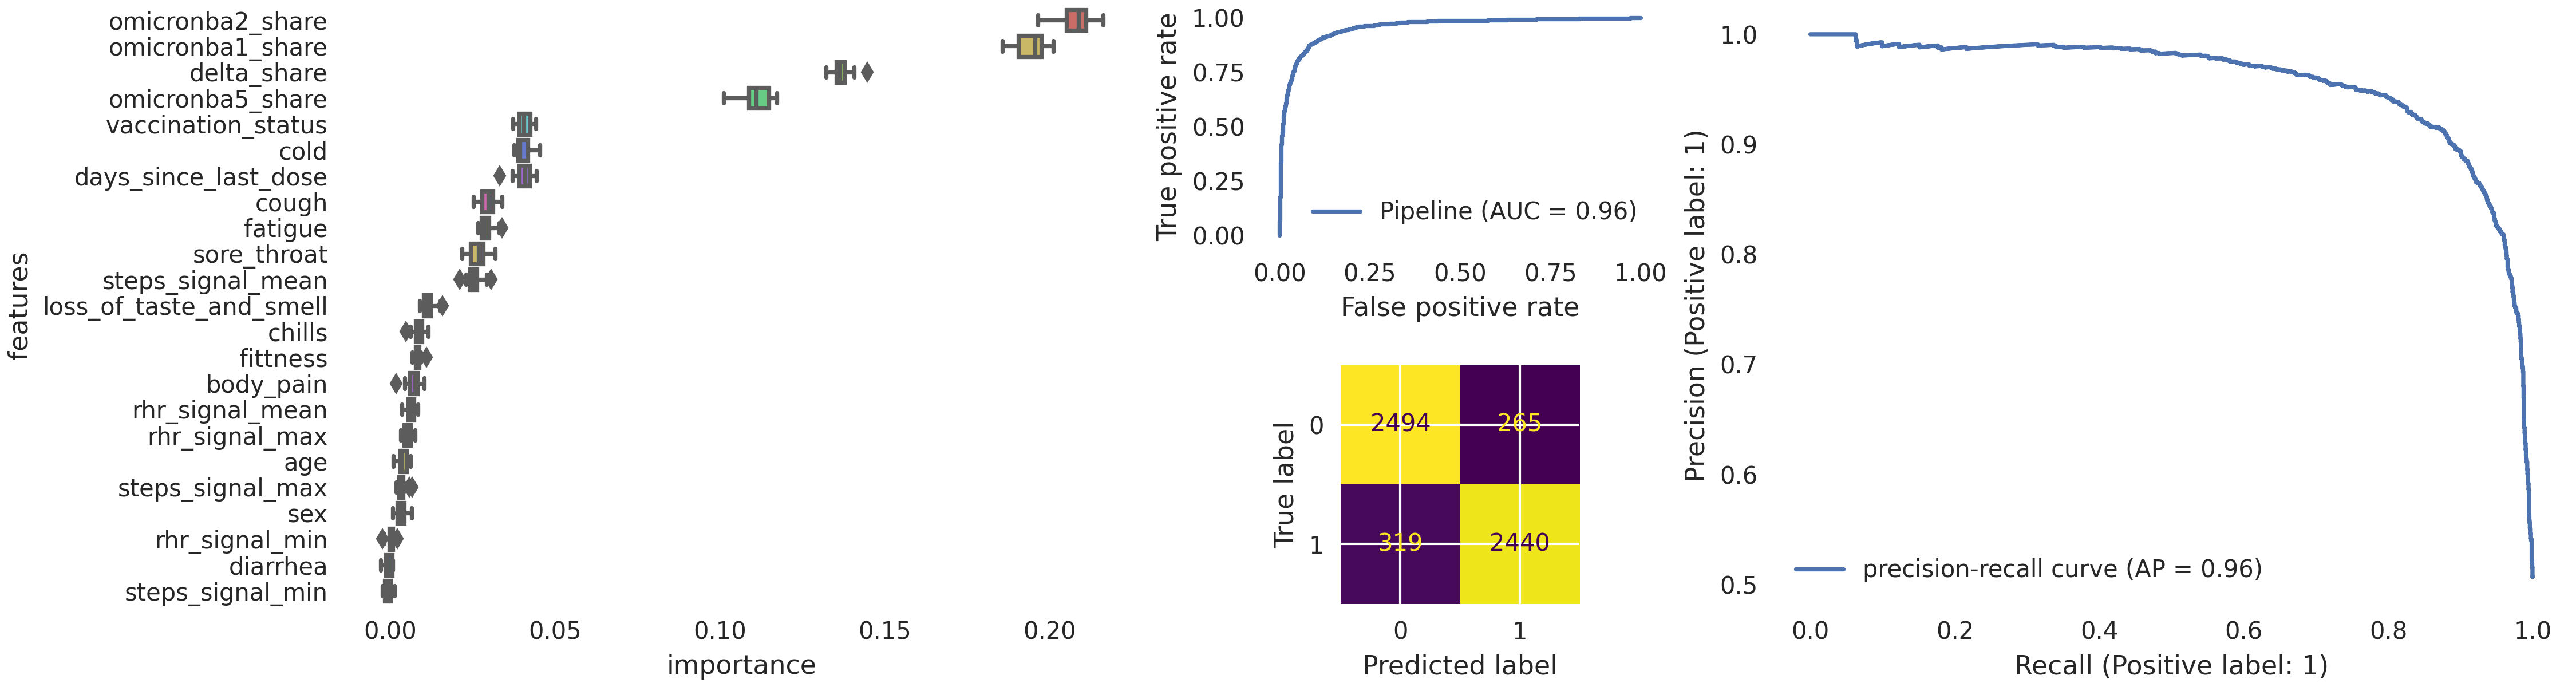 features
omicronba2_share
omicronba1_share
delta_share
omicronba5_share
vaccination_status
cold
days_since_last_dose
cough
fatigue
sore_throat
steps_signal_mean
loss_of_taste_and_smell
chills
fittness
body_pain
rhr_signal_mean
rhr_signal_max
age
steps_signal_max
sex
rhr_signal_min
diarrhea
steps_signal_min
0.00 0.05 0.10 0.15 0.20
importance
True positive rate
1.00
0.75
0.50
0.25
0.00
Pipeline (AUC = 0.96)
0.00 0.25 0.50 0.75 1.00
False positive rate
True label
0 2494 265
1 319 2440
0 1
Predicted label
Precision (Positive label: 1)
1.0
0.9
0.8
0.7
0.6
0.5
precision-recall curve (AP = 0.96)
0.0 0.2 0.4 0.6 0.8 1.0
Recall (Positive label: 1)